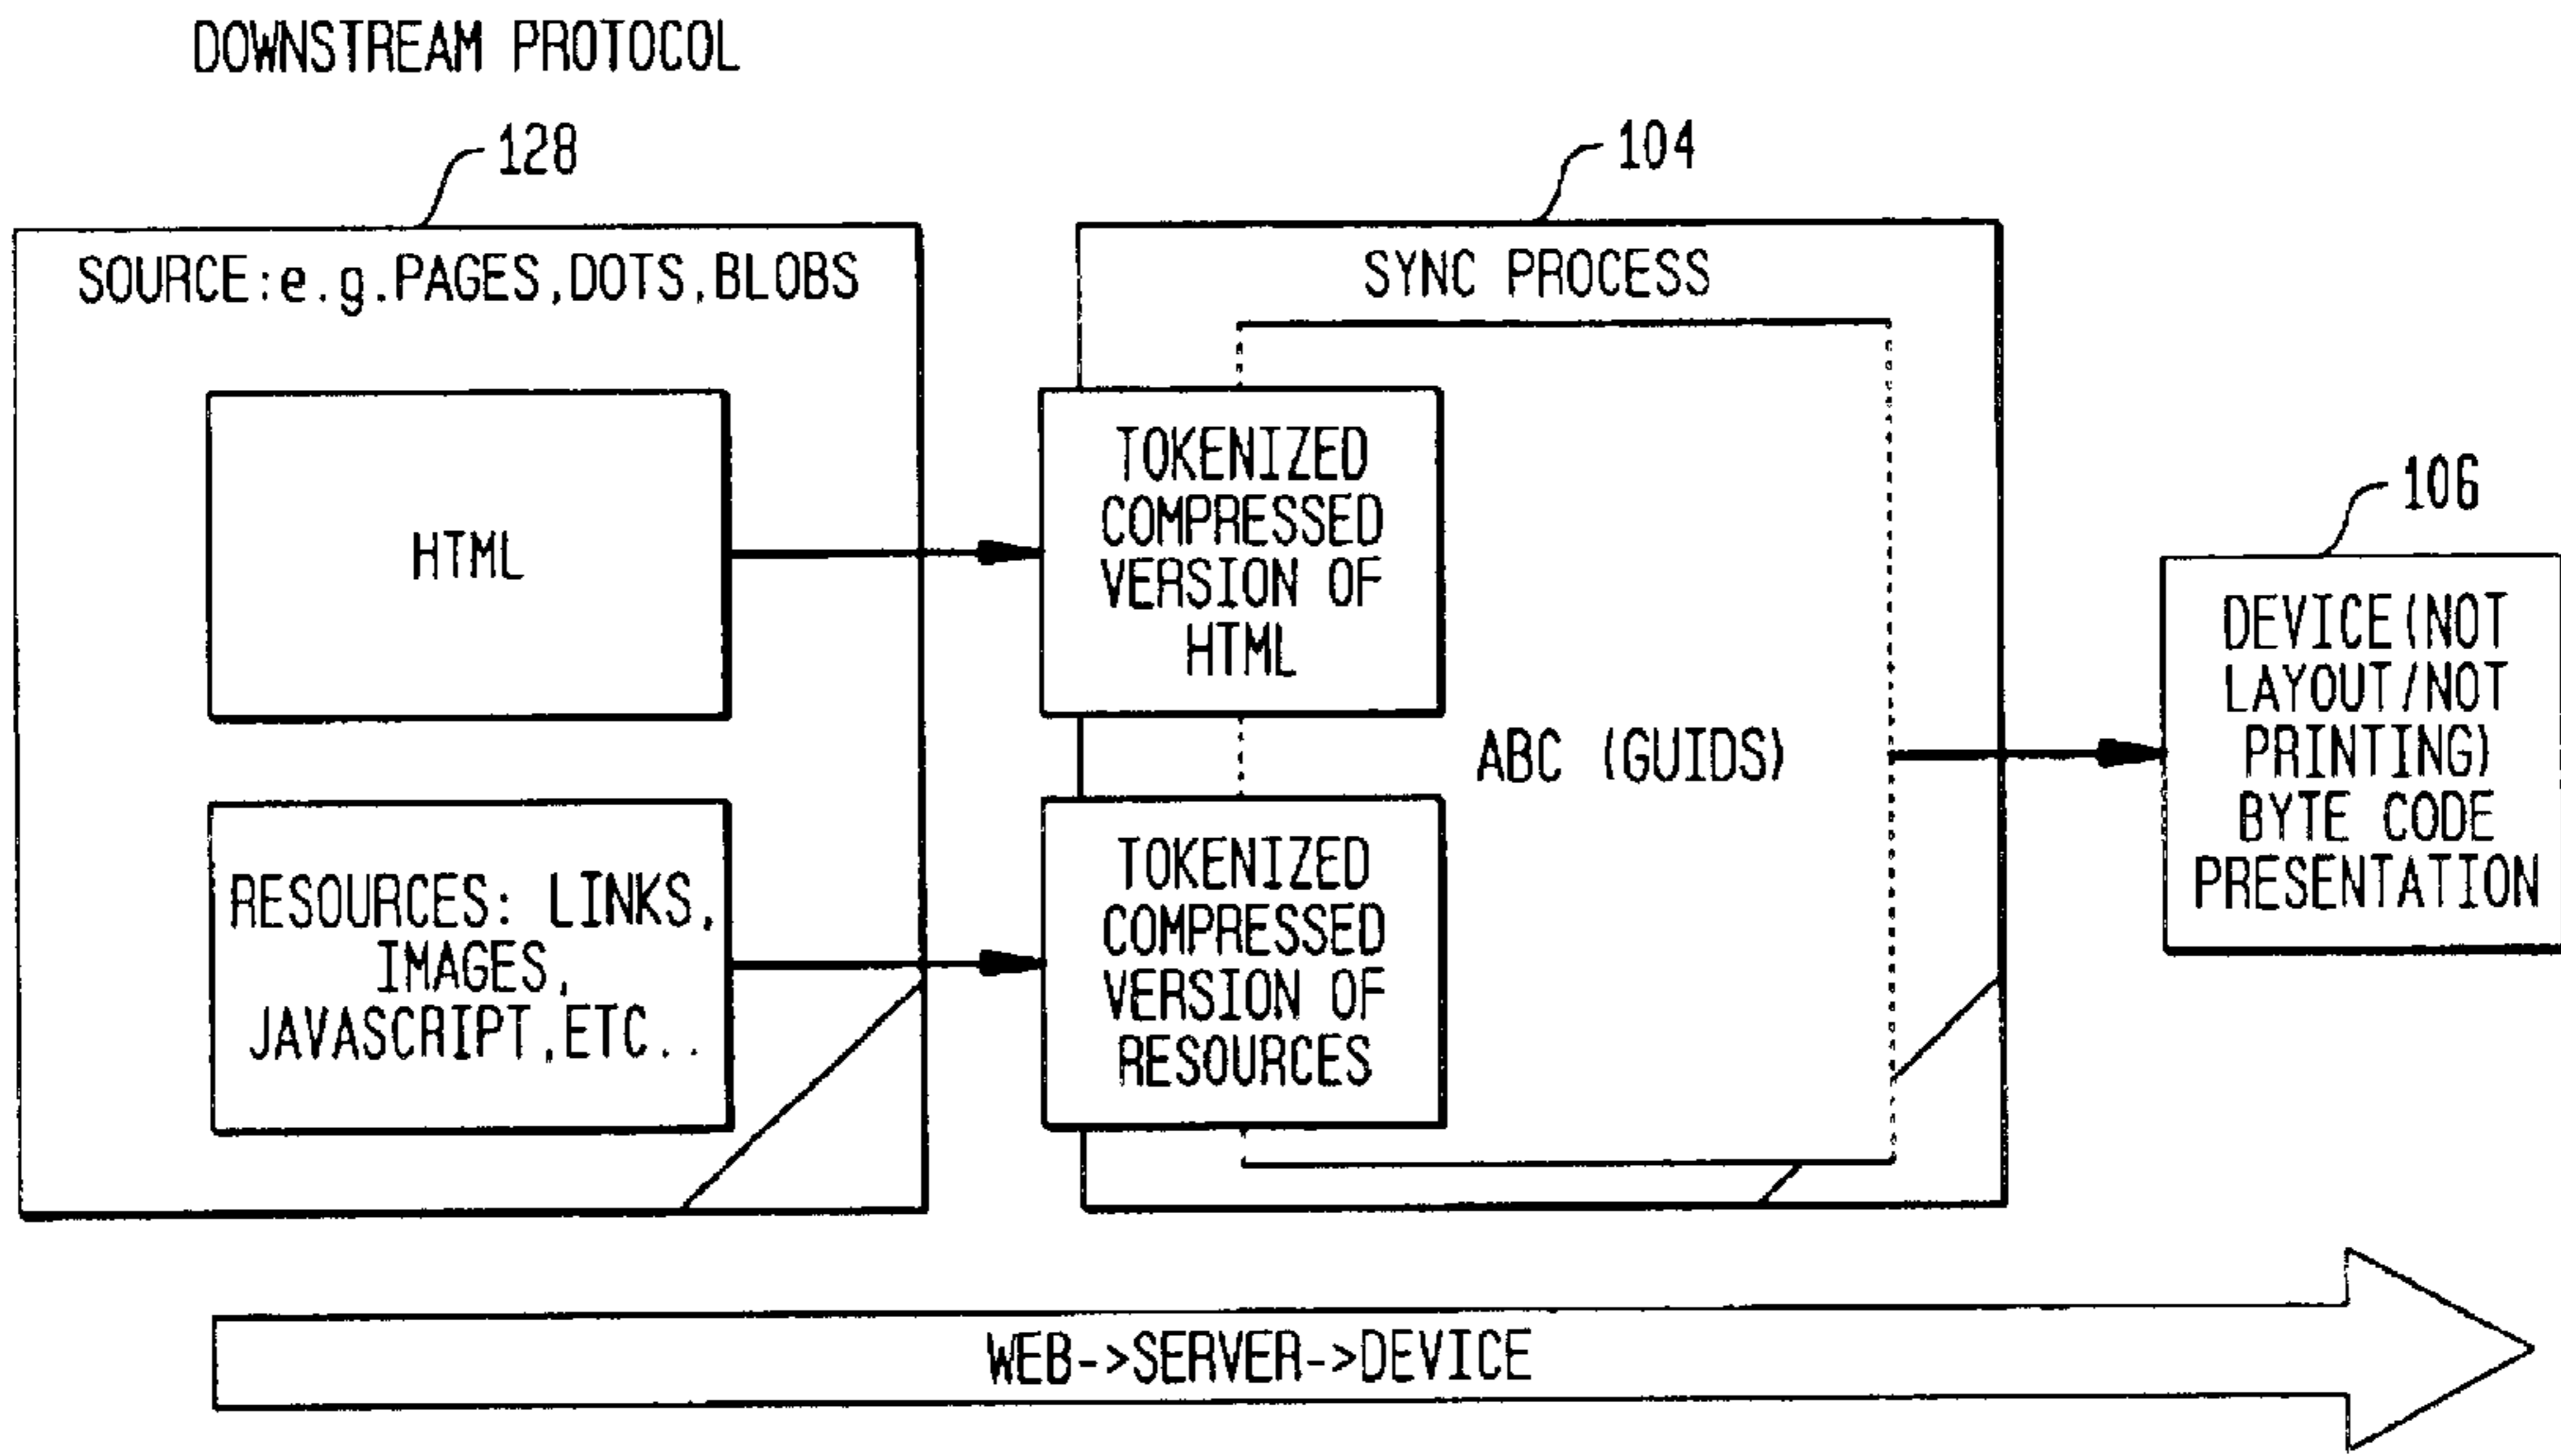 DOWNSTREAM PROTOCOL
128
SOURCE:e.g.PAGES,DOTS,BLOBS
HTML
RESOURCES: LINKS,
IMAGES,
JAVASCRIPT,ETC..
104
SYNC PROCESS
TOKENIZED
COMPRESSED
VERSION OF
HTML
ABC (GUIDS)
TOKENIZED
COMPRESSED
VERSION OF
RESOURCES
106
DEVICE(NOT
LAYOUT/NOT
PRINTING)
BYTE CODE
PRESENTATION
WEB->SERVER->DEVICE